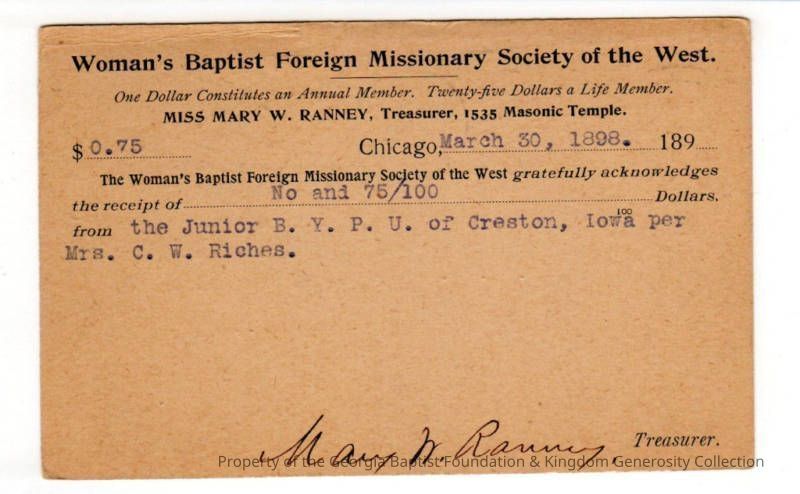 Woman's Baptist Foreign Missionary Society of the West.
One Dollar Constitutes an Annual Member. Twenty-five Dollars a Life Member.
MISS MARY W. RANNEY, Treasurer, 1535 Masonic Temple.
$ 0.75 Chicago, March 30, 1898. 189
The Woman's Baptist Foreign Missionary Society of the West gratefully acknowledges
the receipt of No and 75/100 Dollars,
100
from the Junior B. Y. P. U. of Creston, Iowa per
Mrs. C. W. Riches.
Mary W. Ranney, Treasurer.
Property of the Georgia Baptist Foundation & Kingdom Generosity Collection